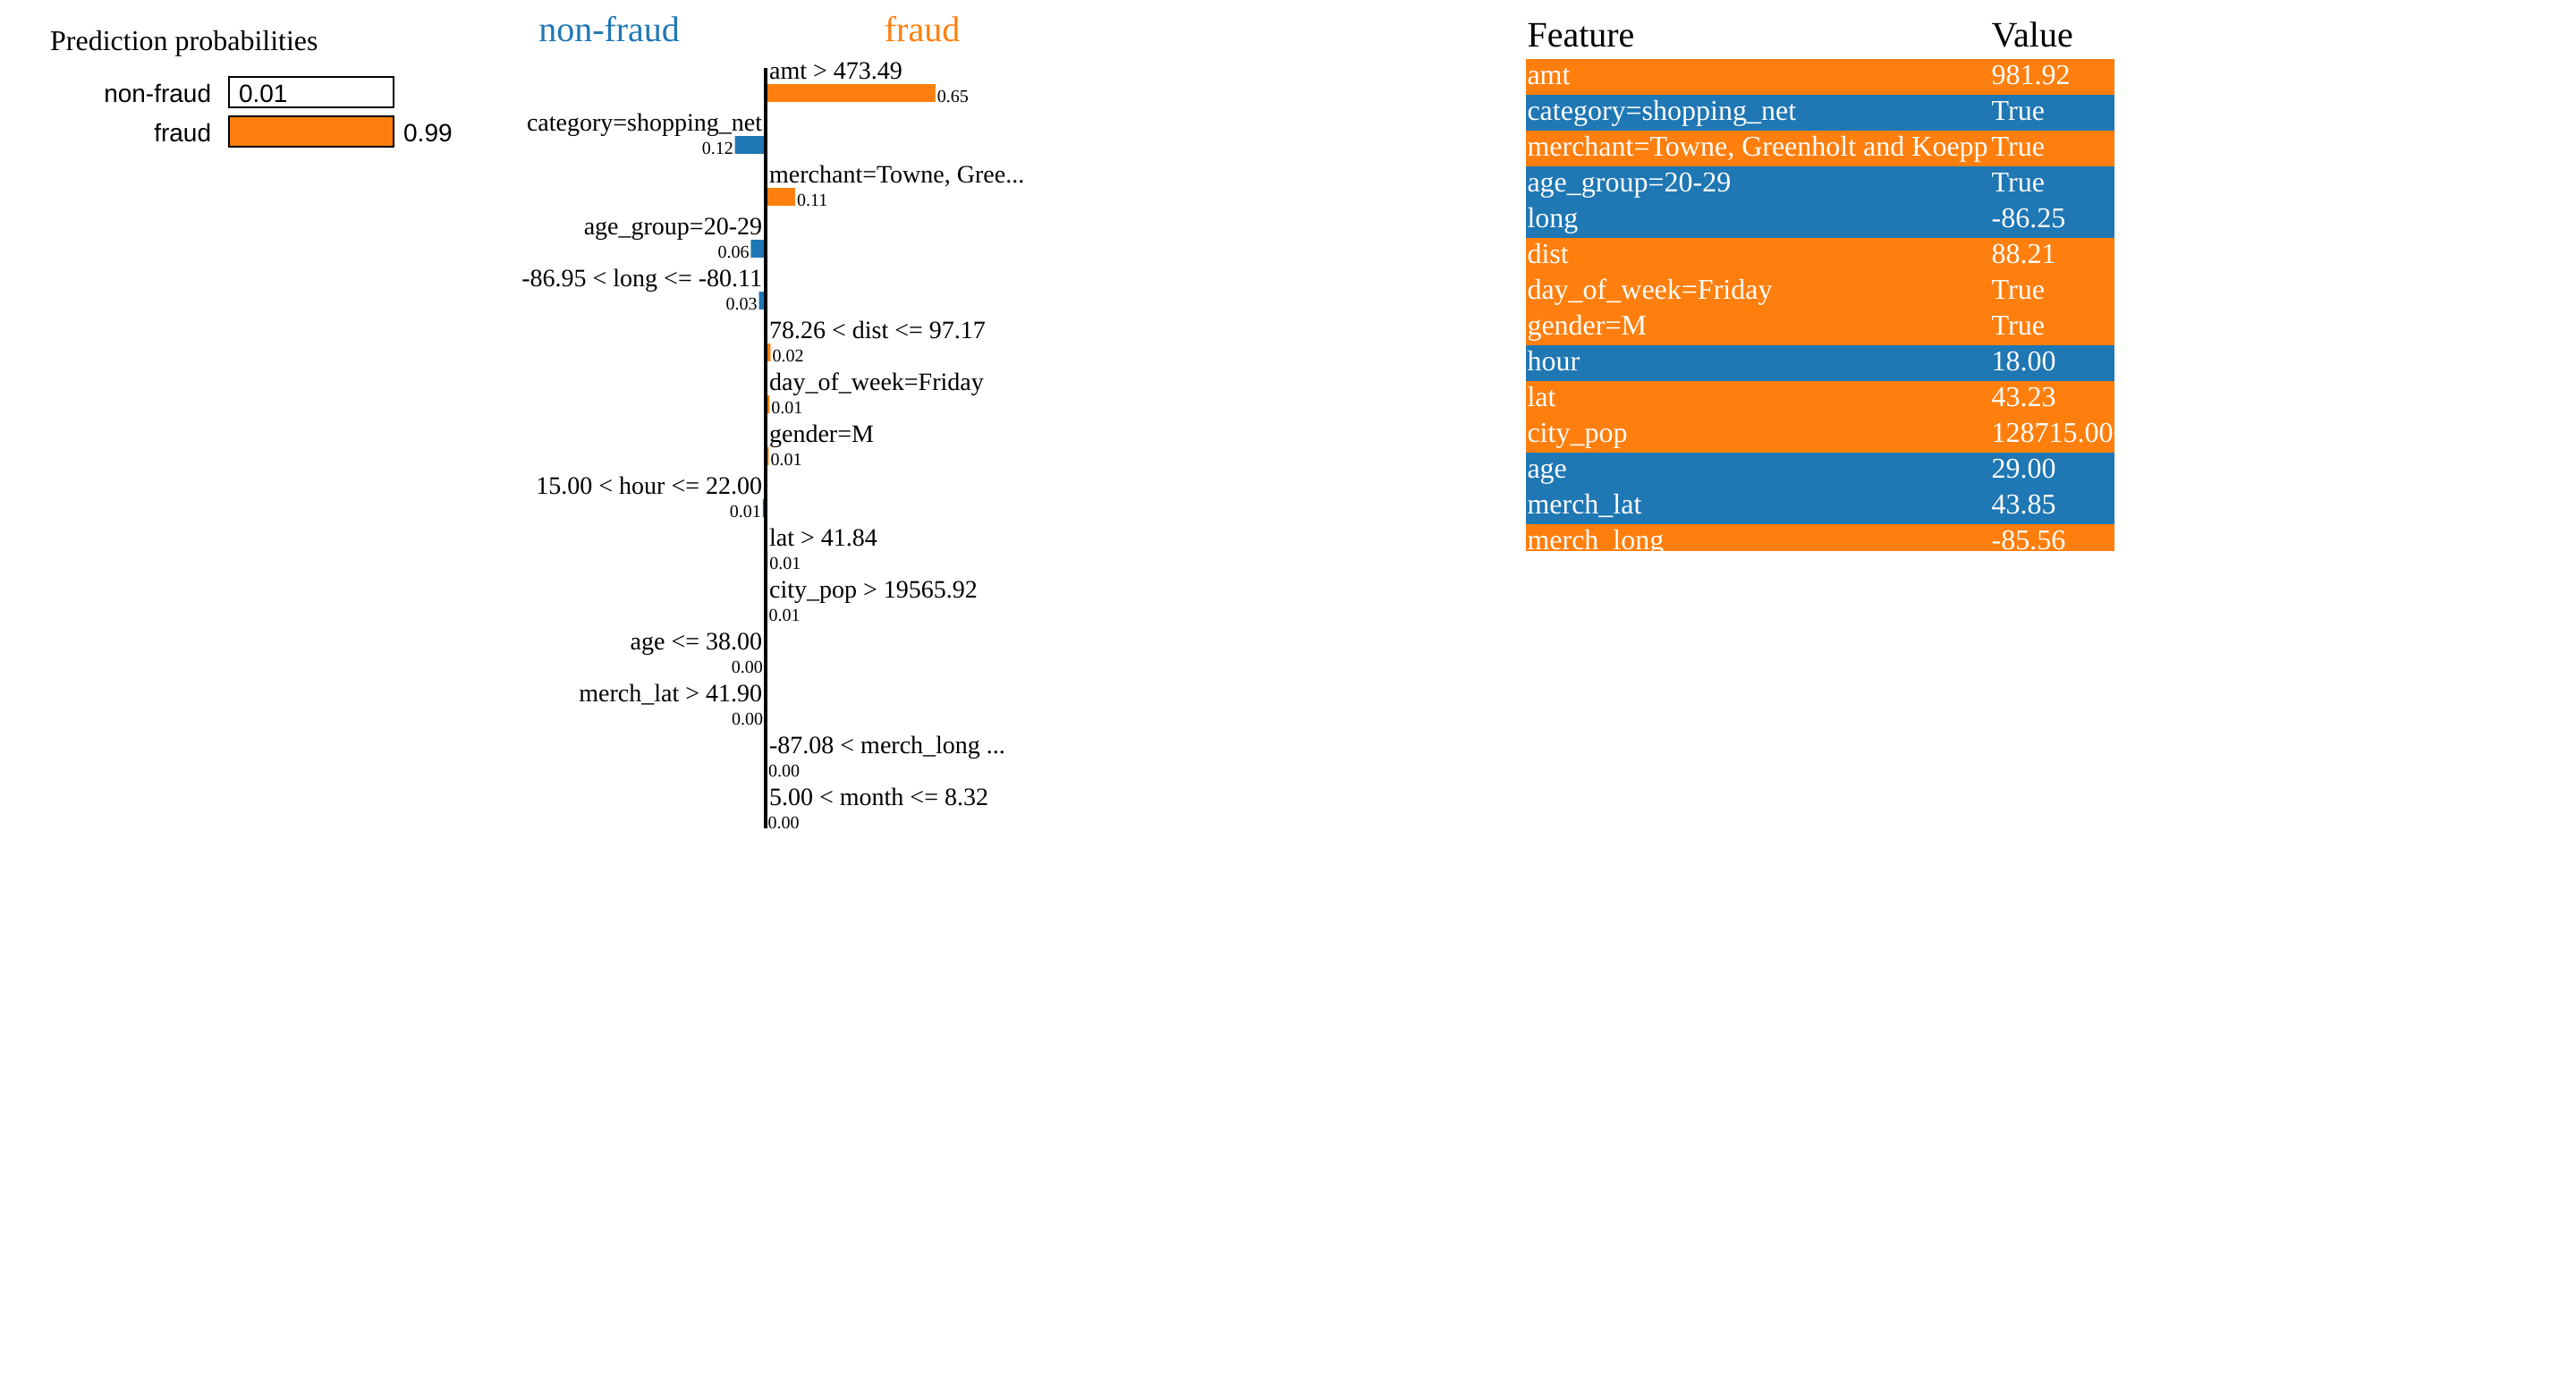 Prediction probabilities
non-fraud 0.01
fraud 0.99
non-fraud fraud
amt > 473.49
0.65
category=shopping_net
0.12
merchant=Towne, Gree...
0.11
age_group=20-29
0.06
-86.95 < long <= -80.11
0.03
78.26 < dist <= 97.17
0.02
day_of_week=Friday
0.01
gender=M
0.01
15.00 < hour <= 22.00
0.01
lat > 41.84
0.01
city_pop > 19565.92
0.01
age <= 38.00
0.00
merch_lat > 41.90
0.00
-87.08 < merch_long ...
0.00
5.00 < month <= 8.32
0.00
Feature Value
amt 981.92
category=shopping_net True
merchant=Towne, Greenholt and Koepp True
age_group=20-29 True
long -86.25
dist 88.21
day_of_week=Friday True
gender=M True
hour 18.00
lat 43.23
city_pop 128715.00
age 29.00
merch_lat 43.85
merch_long -85.56